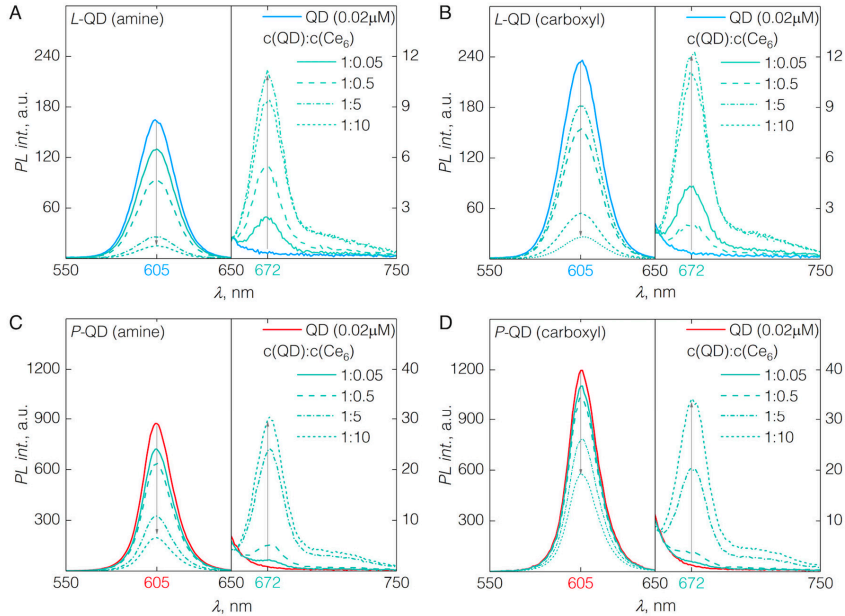 A
L-QD (amine)
QD (0.02μM)
c(QD):c(Ce6)
1:0.05
1:0.5
1:5
1:10
PL int., a.u.
240
180
120
60
12
9
6
3
550
605
650
672
750
λ, nm
B
L-QD (carboxyl)
QD (0.02μM)
c(QD):c(Ce6)
1:0.05
1:0.5
1:5
1:10
PL int., a.u.
240
180
120
60
12
9
6
3
550
605
650
672
750
λ, nm
C
P-QD (amine)
QD (0.02μM)
c(QD):c(Ce6)
1:0.05
1:0.5
1:5
1:10
PL int., a.u.
1200
900
600
300
40
30
20
10
550
605
650
672
750
λ, nm
D
P-QD (carboxyl)
QD (0.02μM)
c(QD):c(Ce6)
1:0.05
1:0.5
1:5
1:10
PL int., a.u.
1200
900
600
300
40
30
20
10
550
605
650
672
750
λ, nm